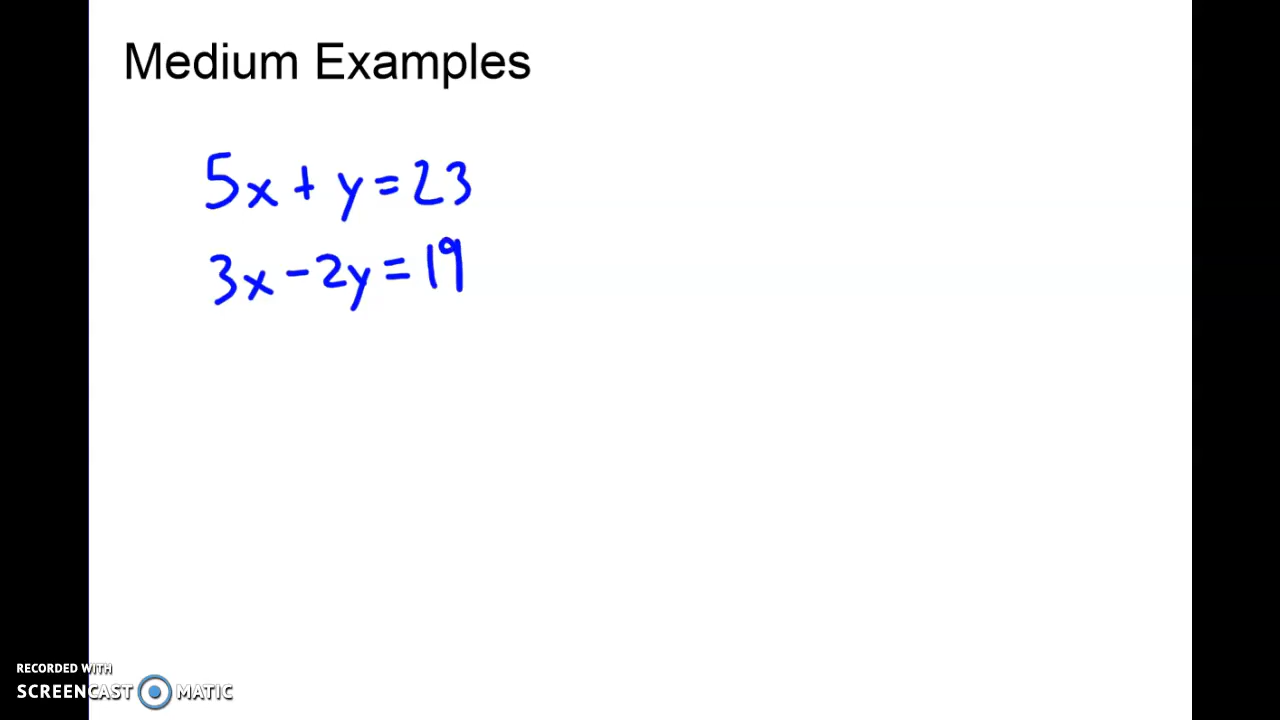 Medium Examples
5x + y = 23
3x - 2y = 19
RECORDED WITH
SCREENCAST MATIC